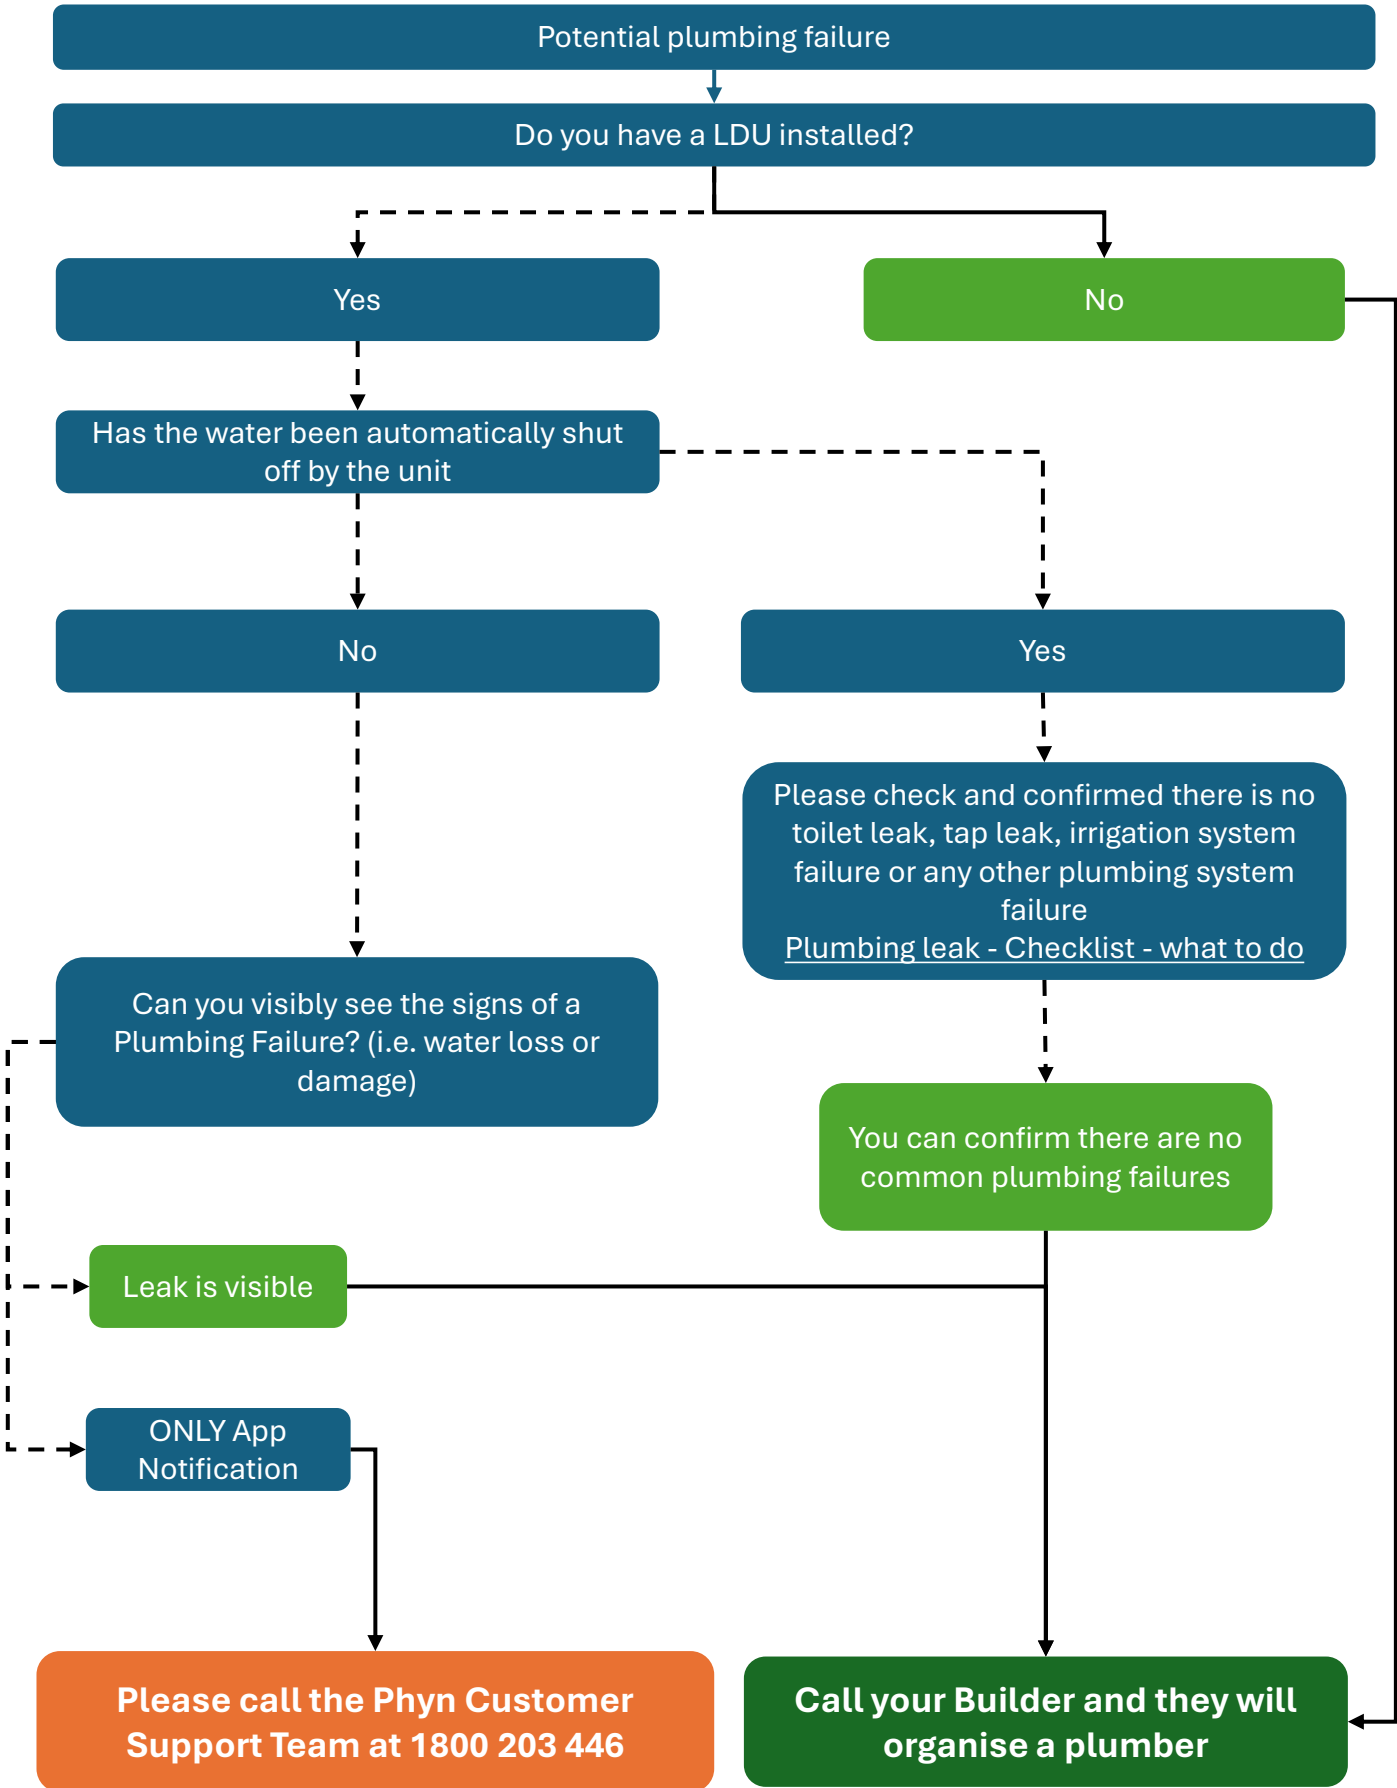 Potential plumbing failure
Do you have a LDU installed?
Yes
No
Has the water been automatically shut
off by the unit
No
Yes
Please check and confirmed there is no
toilet leak, tap leak, irrigation system
failure or any other plumbing system
failure
Plumbing leak - Checklist - what to do
Can you visibly see the signs of a
Plumbing Failure? (i.e. water loss or
damage)
You can confirm there are no
common plumbing failures
Leak is visible
ONLY App
Notification
Please call the Phyn Customer
Support Team at 1800 203 446
Call your Builder and they will
organise a plumber